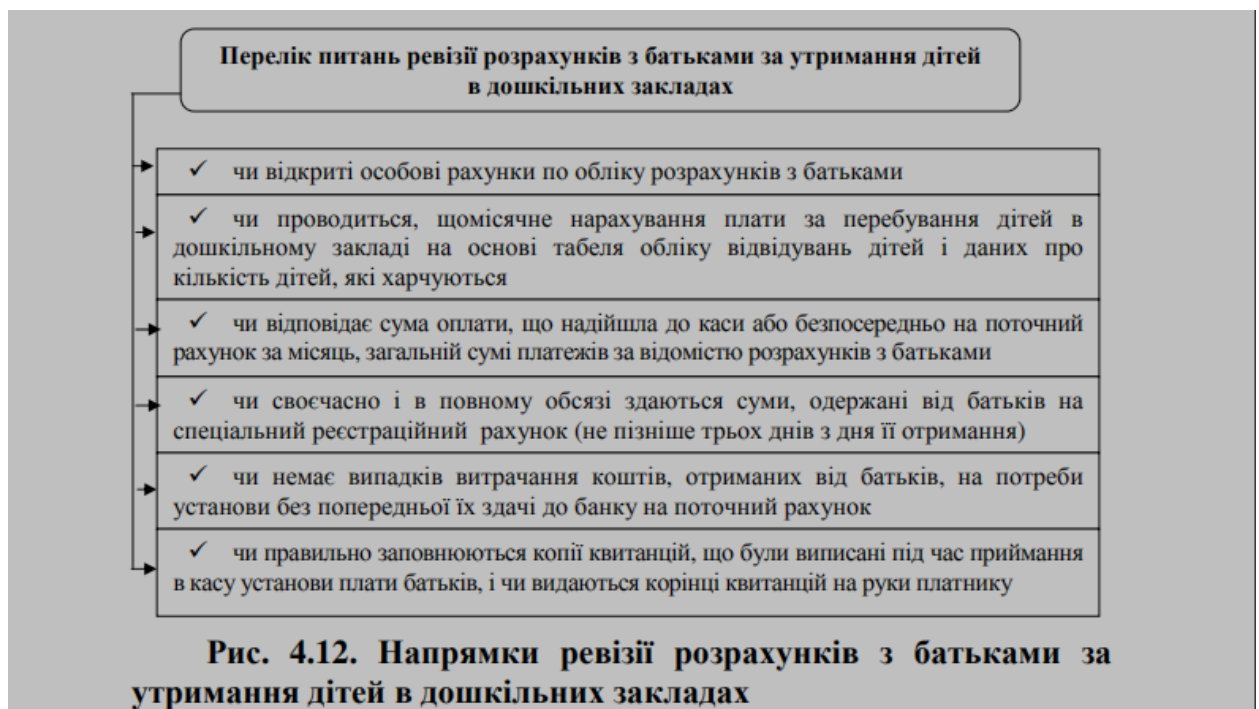 Перелік питань ревізії розрахунків з батьками за утримання дітей
в дошкільних закладах
✓ чи відкриті особові рахунки по обліку розрахунків з батьками
✓ чи проводиться, щомісячне нарахування плати за перебування дітей в
дошкільному закладі на основі табеля обліку відвідувань дітей і даних про
кількість дітей, які харчуються
✓ чи відповідає сума оплати, що надійшла до каси або безпосередньо на поточний
рахунок за місяць, загальній сумі платежів за відомістю розрахунків з батьками
✓ чи своєчасно і в повному обсязі здаються суми, одержані від батьків на
спеціальний реєстраційний рахунок (не пізніше трьох днів з дня її отримання)
✓ чи немає випадків витрачання коштів, отриманих від батьків, на потреби
установи без попередньої їх здачі до банку на поточний рахунок
✓ чи правильно заповнюються копії квитанцій, що були виписані під час приймання
в касу установи плати батьків, і чи видаються корінці квитанцій на руки платнику
Рис. 4.12. Напрямки ревізії розрахунків з батьками за
утримання дітей в дошкільних закладах